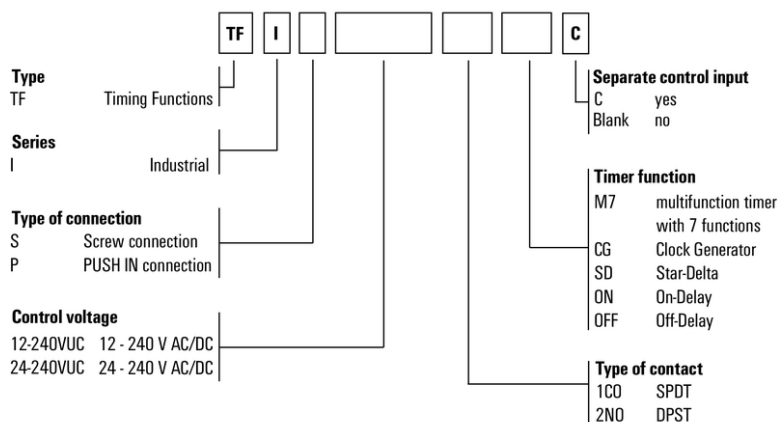 TF I C
Type
TF Timing Functions
Series
I Industrial
Type of connection
S Screw connection
P PUSH IN connection
Control voltage
12-240VUC 12 - 240 V AC/DC
24-240VUC 24 - 240 V AC/DC
Separate control input
C yes
Blank no
Timer function
M7 multifunction timer
with 7 functions
CG Clock Generator
SD Star-Delta
ON On-Delay
OFF Off-Delay
Type of contact
1CO SPDT
2NO DPST